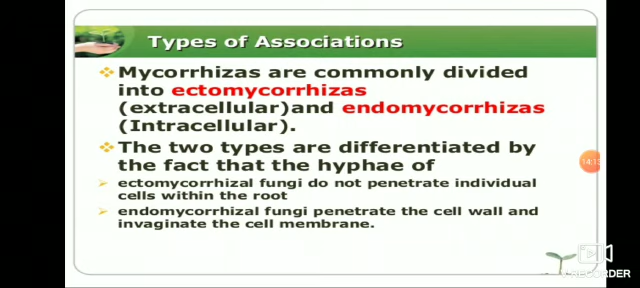 Types of Associations
Mycorrhizas are commonly divided
into ectomycorrhizas
(extracellular)and endomycorrhizas
(Intracellular).
The two types are differentiated by
the fact that the hyphae of
ectomycorrhizal fungi do not penetrate individual
cells within the root
endomycorrhizal fungi penetrate the cell wall and
invaginate the cell membrane.
14:13
RECORDER